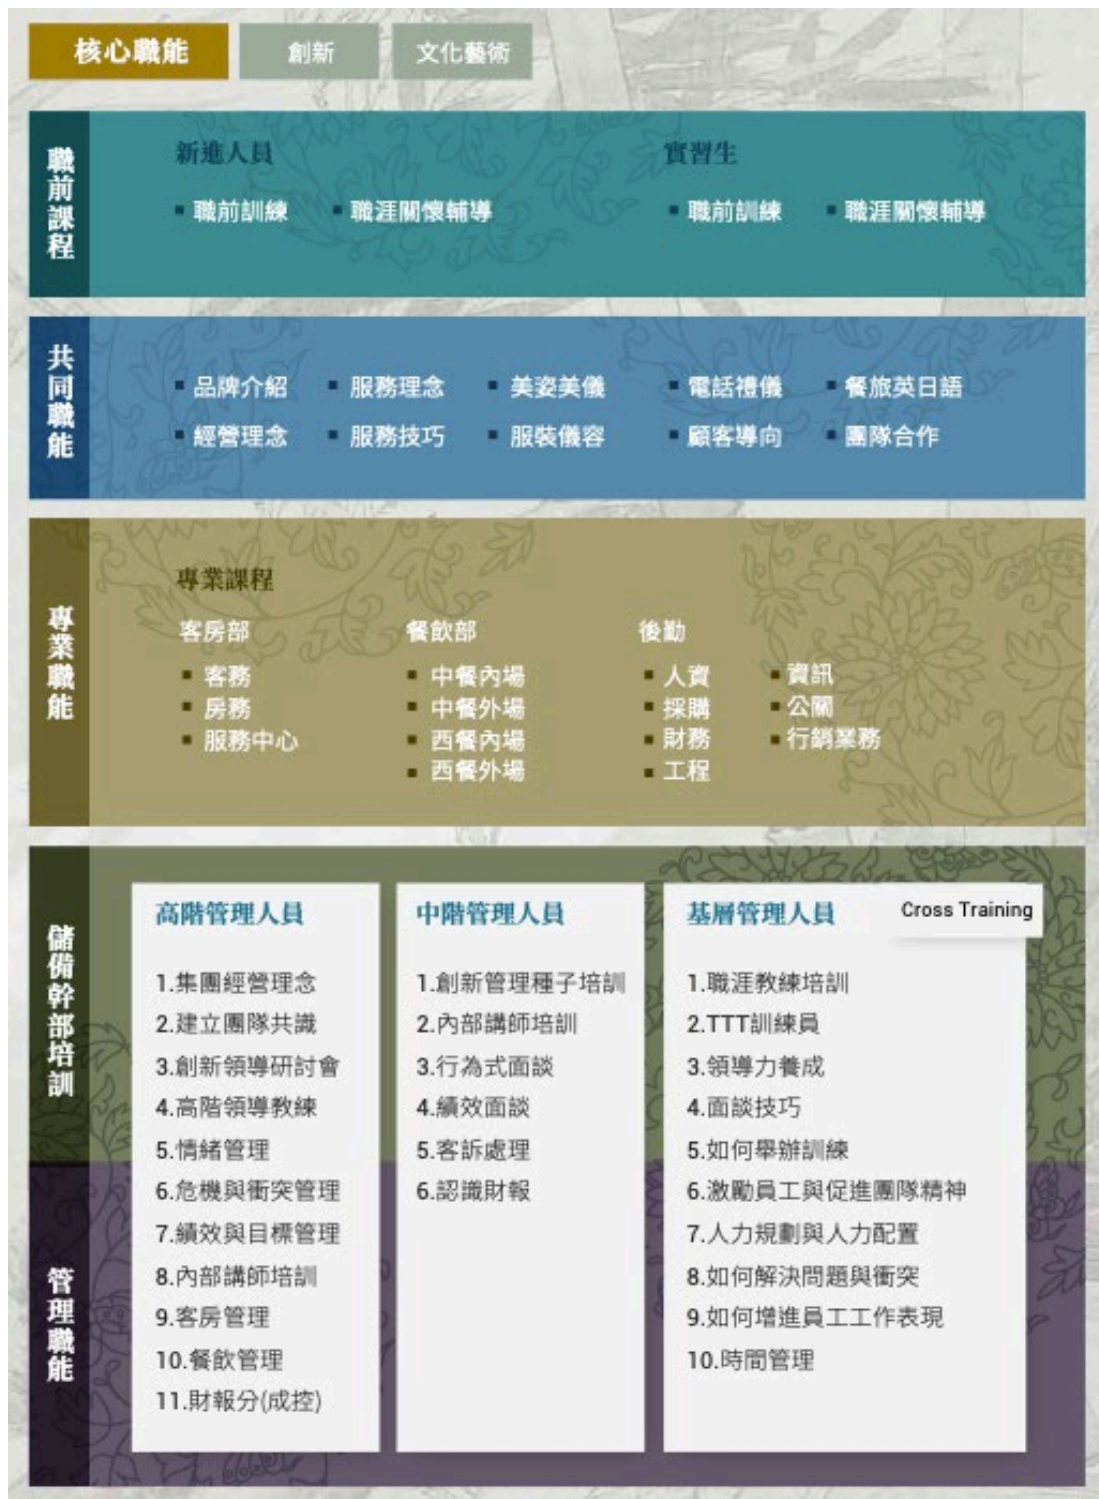 核心職能 創新 文化藝術
職前課程
新進人員 實習生
職前訓練 職涯關懷輔導 職前訓練 職涯關懷輔導
共同職能
品牌介紹 服務理念 美姿美儀 電話禮儀 餐旅英日語
經營理念 服務技巧 服裝儀容 顧客導向 團隊合作
專業職能
專業課程
客房部
客務
房務
服務中心
餐飲部
中餐內場
中餐外場
西餐內場
西餐外場
後勤
人資
採購
財務
工程
資訊
公關
行銷業務
儲備幹部培訓
管理職能
高階管理人員
1.集團經營理念
2.建立團隊共識
3.創新領導研討會
4.高階領導教練
5.情緒管理
6.危機與衝突管理
7.績效與目標管理
8.內部講師培訓
9.客房管理
10.餐飲管理
11.財報分(成控)
中階管理人員
1.創新管理種子培訓
2.內部講師培訓
3.行為式面談
4.績效面談
5.客訴處理
6.認識財報
基層管理人員 Cross Training
1.職涯教練培訓
2.TTT訓練員
3.領導力養成
4.面談技巧
5.如何舉辦訓練
6.激勵員工與促進團隊精神
7.人力規劃與人力配置
8.如何解決問題與衝突
9.如何增進員工工作表現
10.時間管理